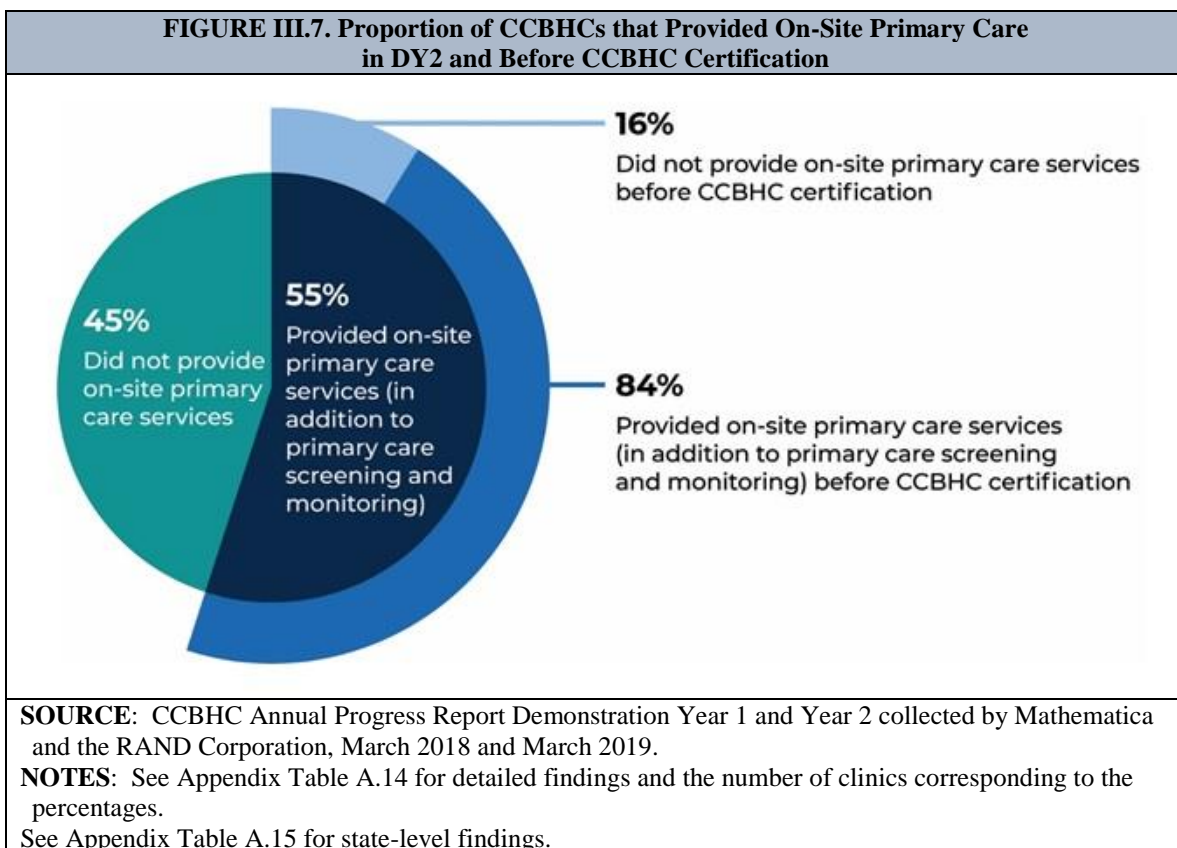 FIGURE III.7. Proportion of CCBHCs that Provided On-Site Primary Care
in DY2 and Before CCBHC Certification
16%
Did not provide on-site primary care services
before CCBHC certification
55%
Provided on-site
primary care
services (in
addition to
primary care
screening and
monitoring)
45%
Did not provide
on-site primary
care services
84%
Provided on-site primary care services
(in addition to primary care screening
and monitoring) before CCBHC certification
SOURCE: CCBHC Annual Progress Report Demonstration Year 1 and Year 2 collected by Mathematica
and the RAND Corporation, March 2018 and March 2019.
NOTES: See Appendix Table A.14 for detailed findings and the number of clinics corresponding to the
percentages.
See Appendix Table A.15 for state-level findings.